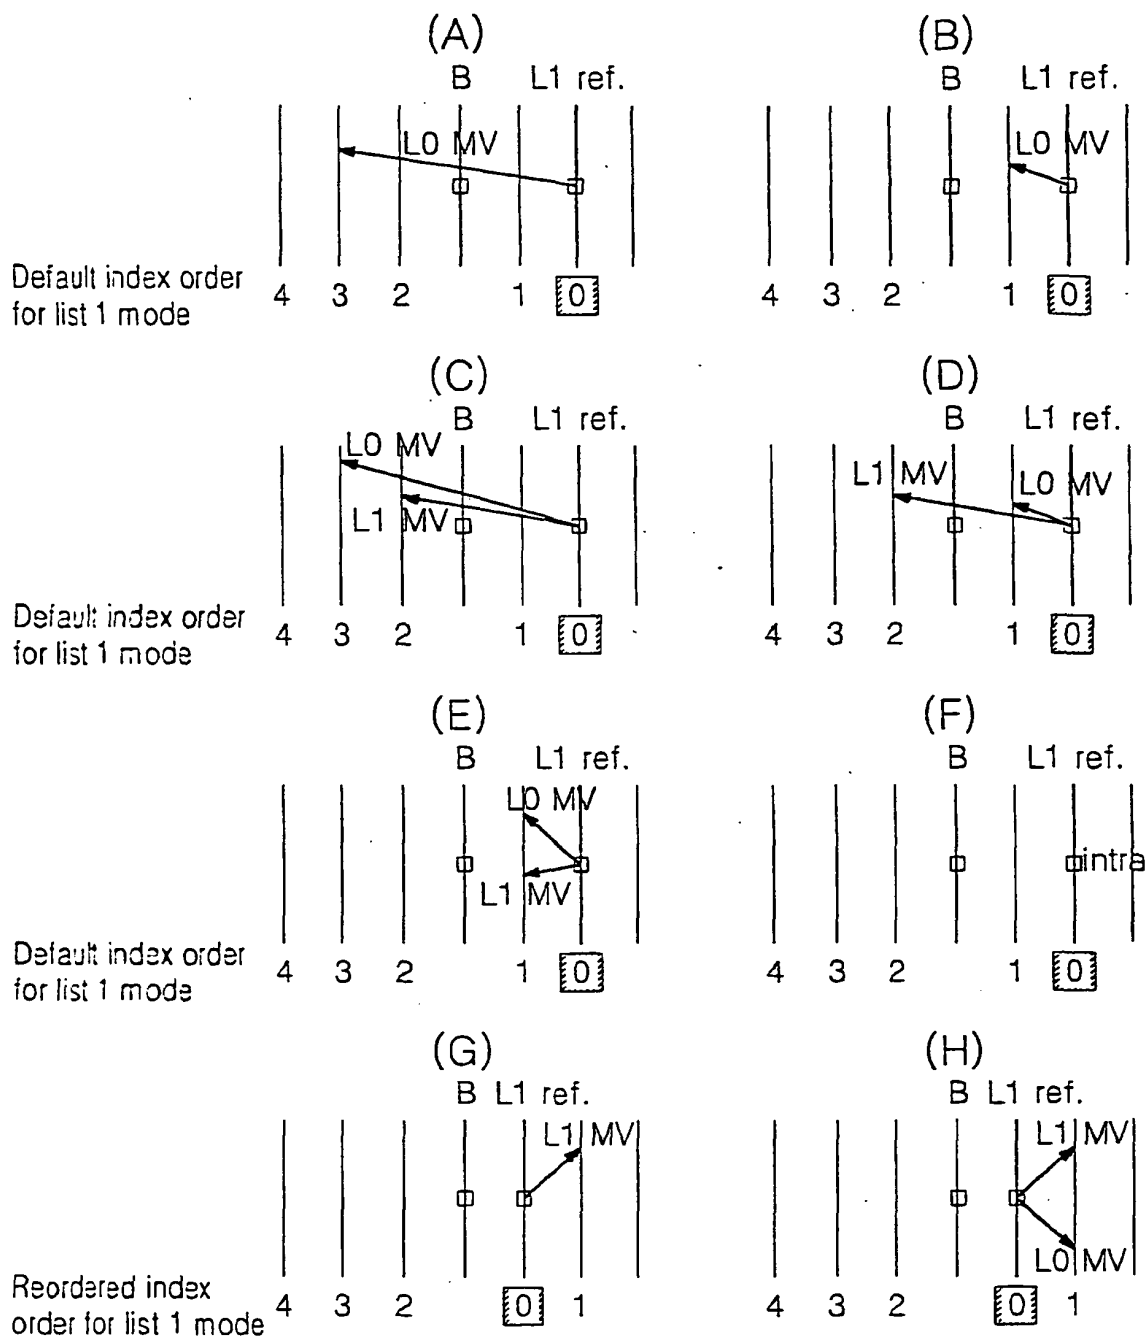 (A) (B)
B L1 ref. B L1 ref.
L0 MV L0 MV
Default index order
for list 1 mode
4 3 2 1 0 4 3 2 1 0
(C) (D)
B L1 ref. B L1 ref.
L0 MV L1 MV L0 MV
L1 MV
Default index order
for list 1 mode
4 3 2 1 0 4 3 2 1 0
(E) (F)
B L1 ref. B L1 ref.
L0 MV
intra
L1 MV
Default index order
for list 1 mode
4 3 2 1 0 4 3 2 1 0
(G) (H)
B L1 ref. B L1 ref.
L1 MV L1 MV
L0 MV
Reordered index
order for list 1 mode
4 3 2 0 1 4 3 2 0 1